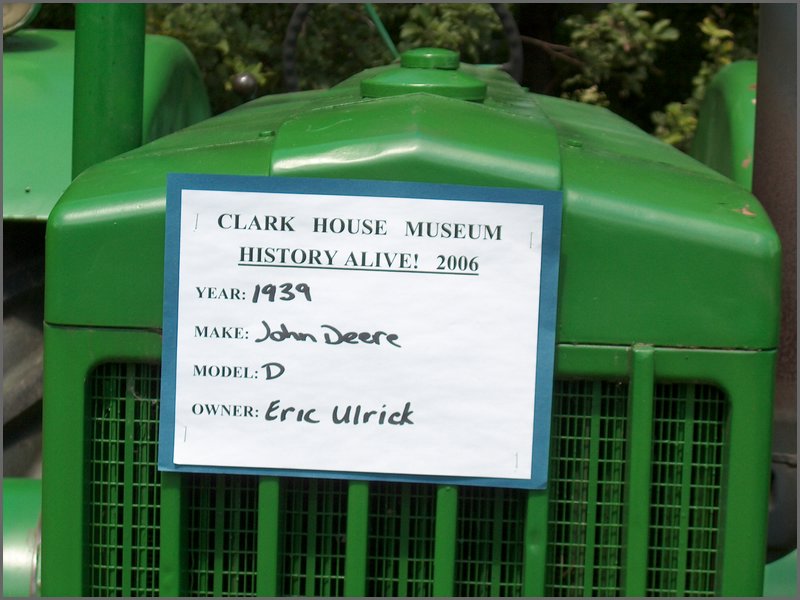 CLARK HOUSE MUSEUM
HISTORY ALIVE! 2006
YEAR: 1939
MAKE: John Deere
MODEL: D
OWNER: Eric Ulrick